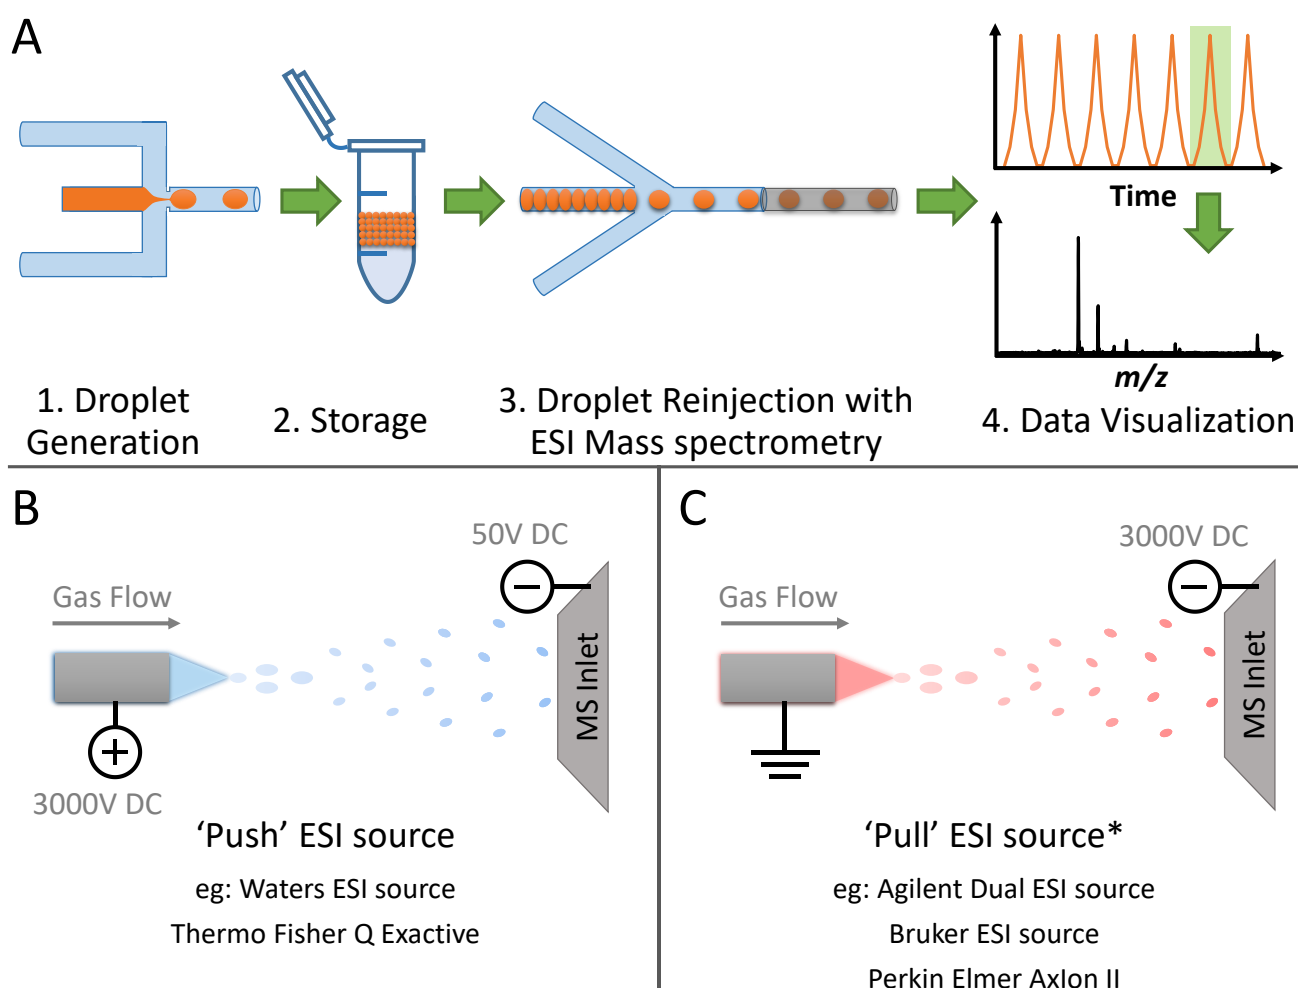 A
Time
m/z
1. Droplet
Generation
2. Storage
3. Droplet Reinjection with
ESI Mass spectrometry
4. Data Visualization
B
50V DC
Gas Flow
MS Inlet
3000V DC
‘Push’ ESI source
eg: Waters ESI source
Thermo Fisher Q Exactive
C
3000V DC
Gas Flow
MS Inlet
‘Pull’ ESI source*
eg: Agilent Dual ESI source
Bruker ESI source
Perkin Elmer AxIon II